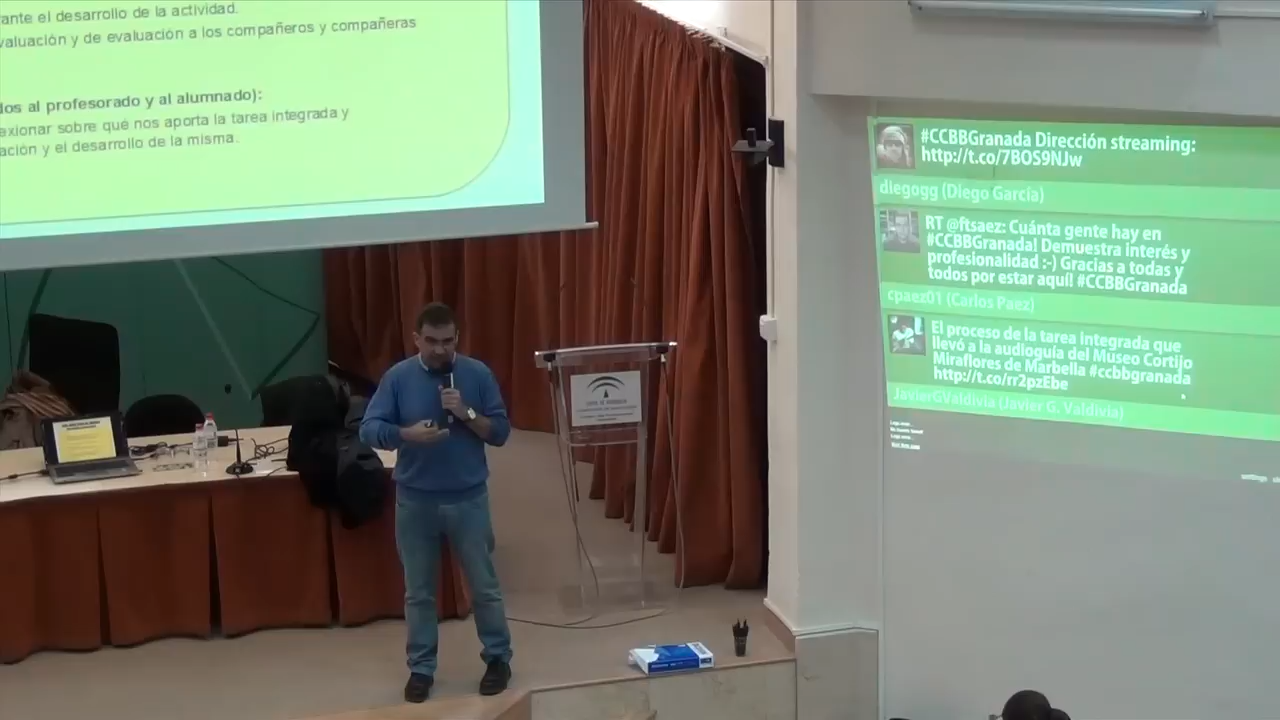 ante el desarrollo de la actividad.
valuación y de evaluación a los compañeros y compañeras
dos al profesorado y al alumnado):
exionar sobre qué nos aporta la tarea integrada y
ación y el desarrollo de la misma.
#CCBBGranada Dirección streaming:
http://t.co/7BOS9NJw
diegogg (Diego García)
RT @ftsaez: Cuánta gente hay en
#CCBBGranada! Demuestra interés y
profesionalidad :-) Gracias a todas y
todos por estar aquí! #CCBBGranada
cpaez01 (Carlos Paez)
El proceso de la tarea integrada que
llevó a la audioguía del Museo Cortijo
Miraflores de Marbella #ccbbgranada
http://t.co/rr2pzEbe
JavierGValdivia (Javier G. Valdivia)
JUNTA DE ANDALUCIA